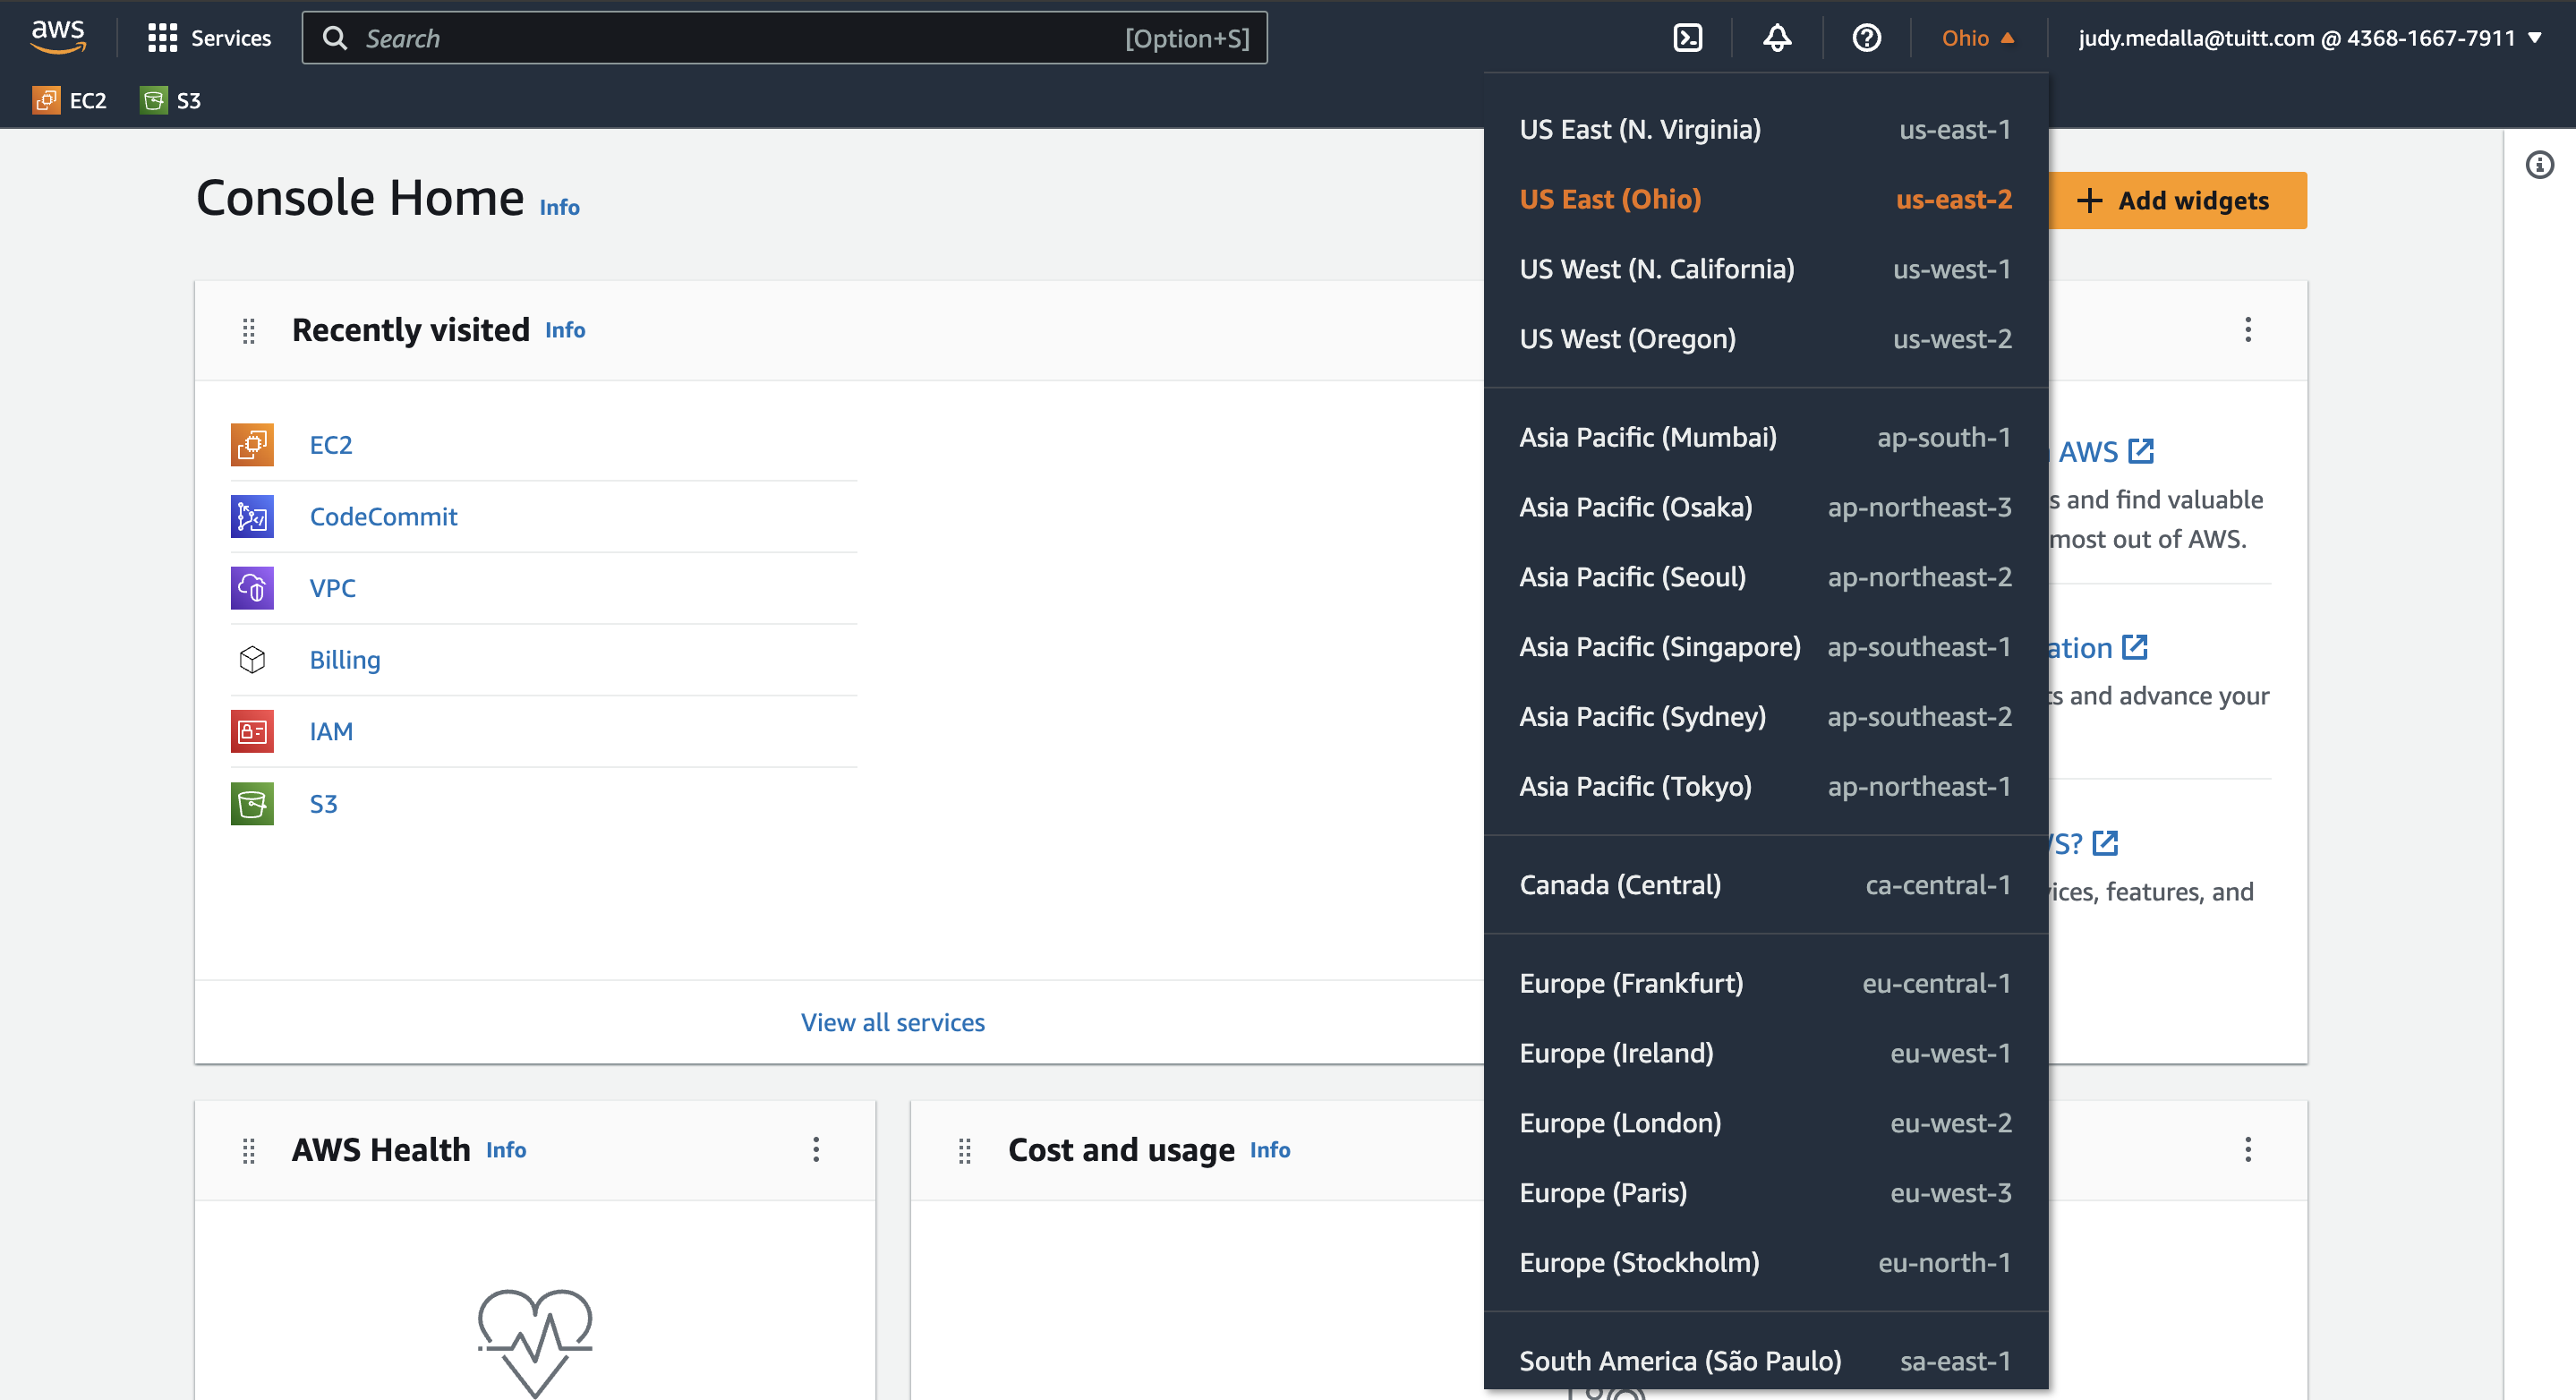 aws
Services
Search [Option+S]
Ohio
judy.medalla@tuitt.com @ 4368-1667-7911
EC2
S3
Console Home Info
Add widgets
Recently visited Info
EC2
CodeCommit
VPC
Billing
IAM
S3
View all services
US East (N. Virginia) us-east-1
US East (Ohio) us-east-2
US West (N. California) us-west-1
US West (Oregon) us-west-2
Asia Pacific (Mumbai) ap-south-1
Asia Pacific (Osaka) ap-northeast-3
Asia Pacific (Seoul) ap-northeast-2
Asia Pacific (Singapore) ap-southeast-1
Asia Pacific (Sydney) ap-southeast-2
Asia Pacific (Tokyo) ap-northeast-1
Canada (Central) ca-central-1
Europe (Frankfurt) eu-central-1
Europe (Ireland) eu-west-1
Europe (London) eu-west-2
Europe (Paris) eu-west-3
Europe (Stockholm) eu-north-1
South America (São Paulo) sa-east-1
AWS
and find valuable
most out of AWS.
and advance your
features, and
AWS Health Info
Cost and usage Info